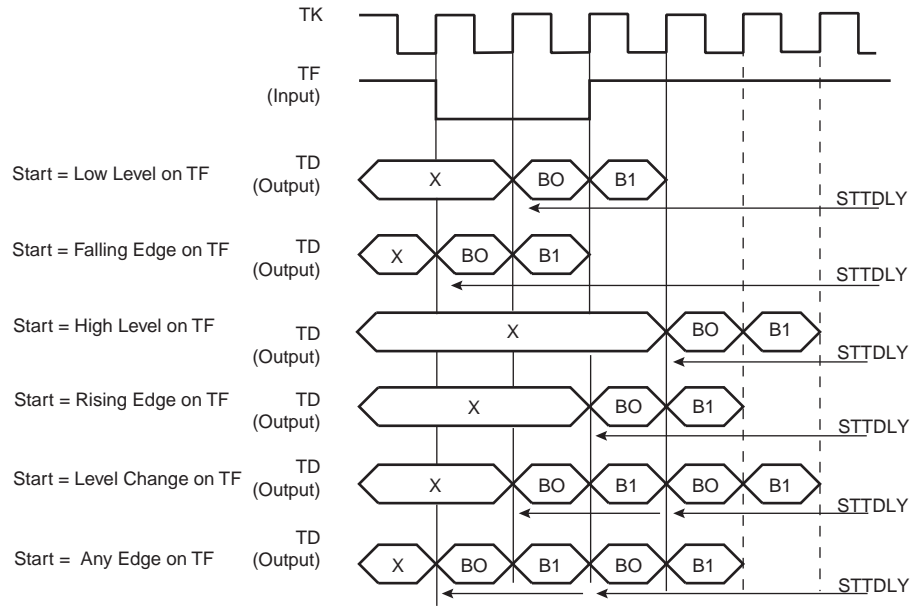 TK
TF
(Input)
Start = Low Level on TF
TD
(Output)
X
BO
B1
STTDLY
Start = Falling Edge on TF
TD
(Output)
X
BO
B1
STTDLY
Start = High Level on TF
TD
(Output)
X
BO
B1
STTDLY
Start = Rising Edge on TF
TD
(Output)
X
BO
B1
STTDLY
Start = Level Change on TF
TD
(Output)
X
BO
B1
BO
B1
STTDLY
Start = Any Edge on TF
TD
(Output)
X
BO
B1
BO
B1
STTDLY